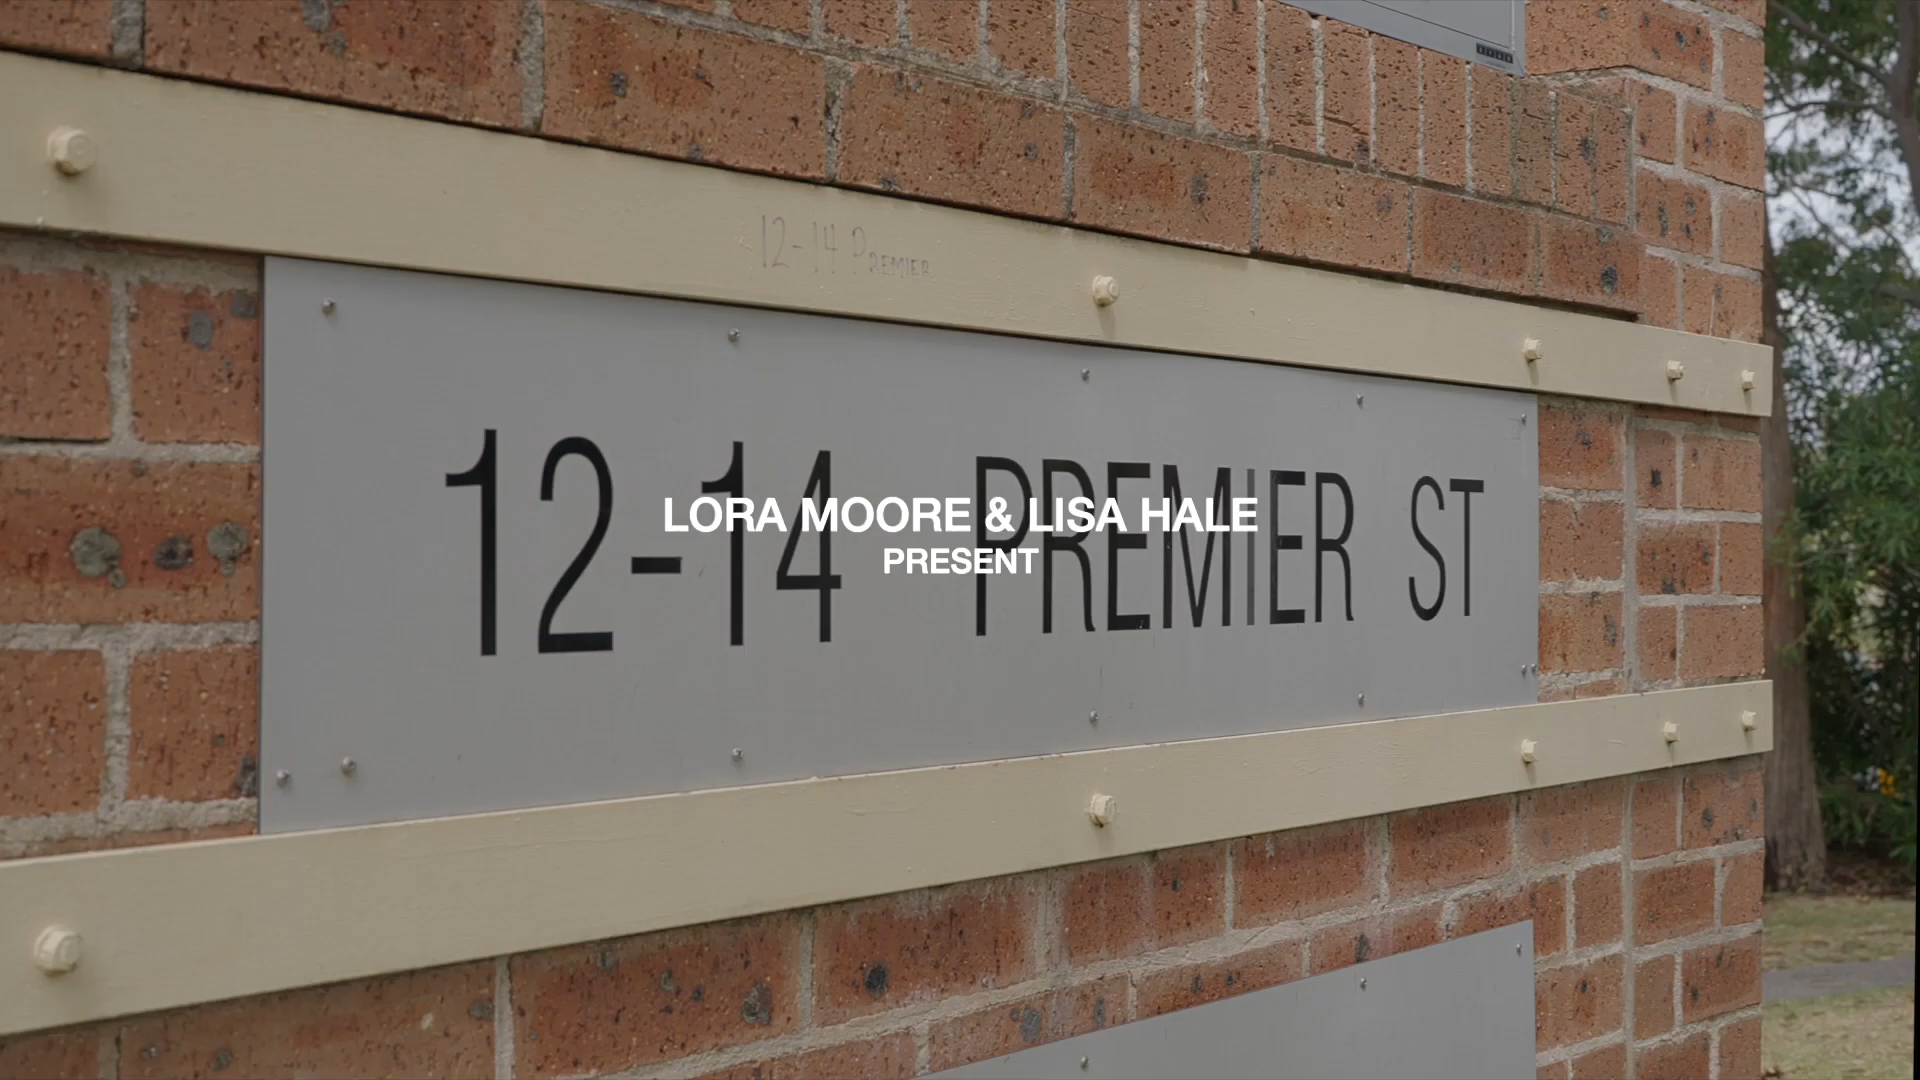 12-14 PREMIER
12-14 PREMIER ST
LORA MOORE & LISA HALE
PRESENT